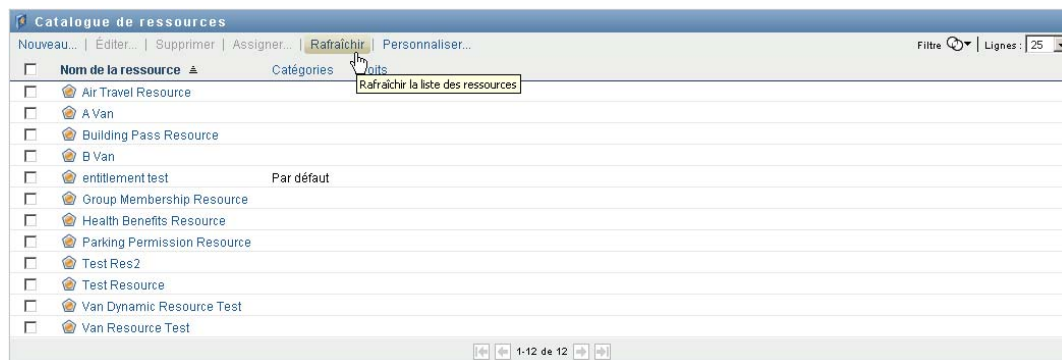 Catalogue de ressources
Nouveau... | Éditer... | Supprimer | Assigner... | Rafraîchir | Personnaliser... Filtre | Lignes : 25
Nom de la ressource Catégories oits
Rafraîchir la liste des ressources
Air Travel Resource
A Van
Building Pass Resource
B Van
entitlement test Par défaut
Group Membership Resource
Health Benefits Resource
Parking Permission Resource
Test Res2
Test Resource
Van Dynamic Resource Test
Van Resource Test
1-12 de 12